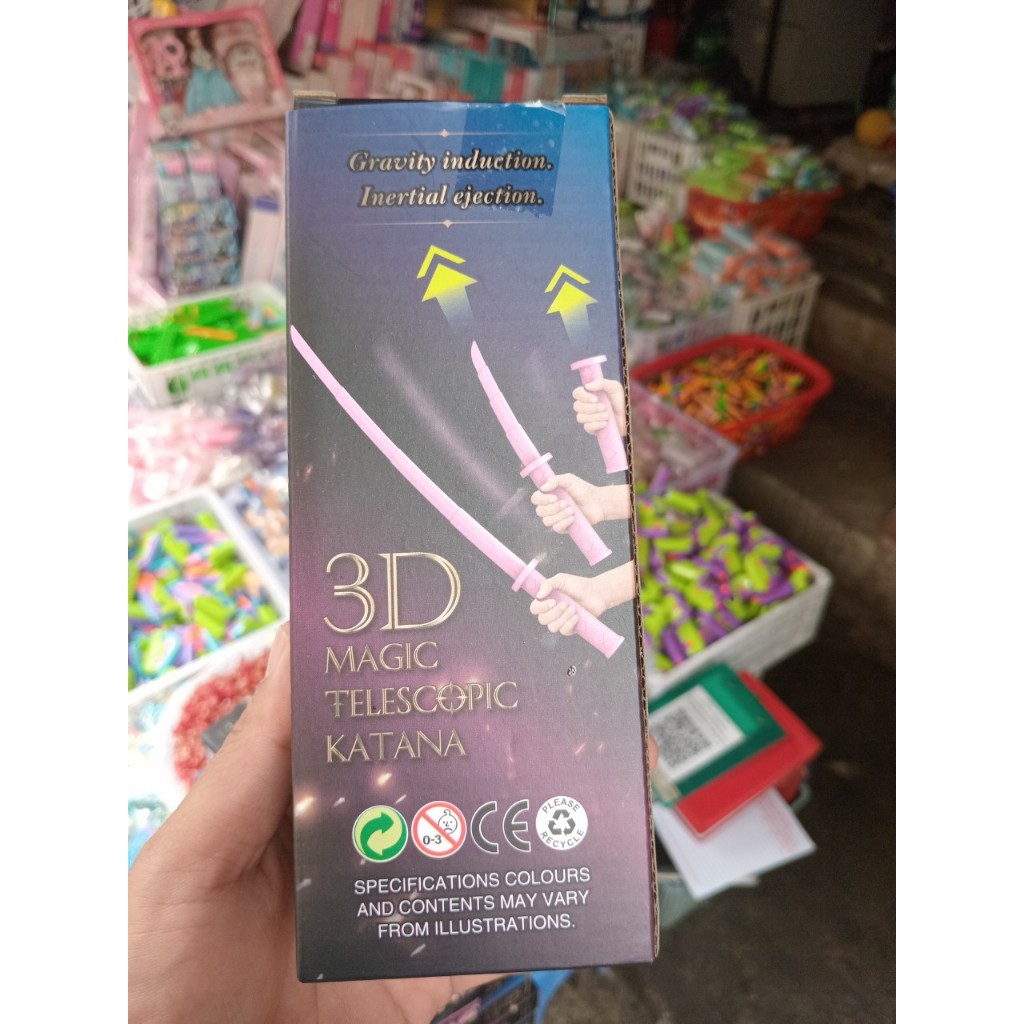 Gravity induction.
Inertial ejection.
3D
MAGIC
TELESCOPIC
KATANA
0-3
CE
PLEASE
RECYCLE
SPECIFICATIONS COLOURS
AND CONTENTS MAY VARY
FROM ILLUSTRATIONS.